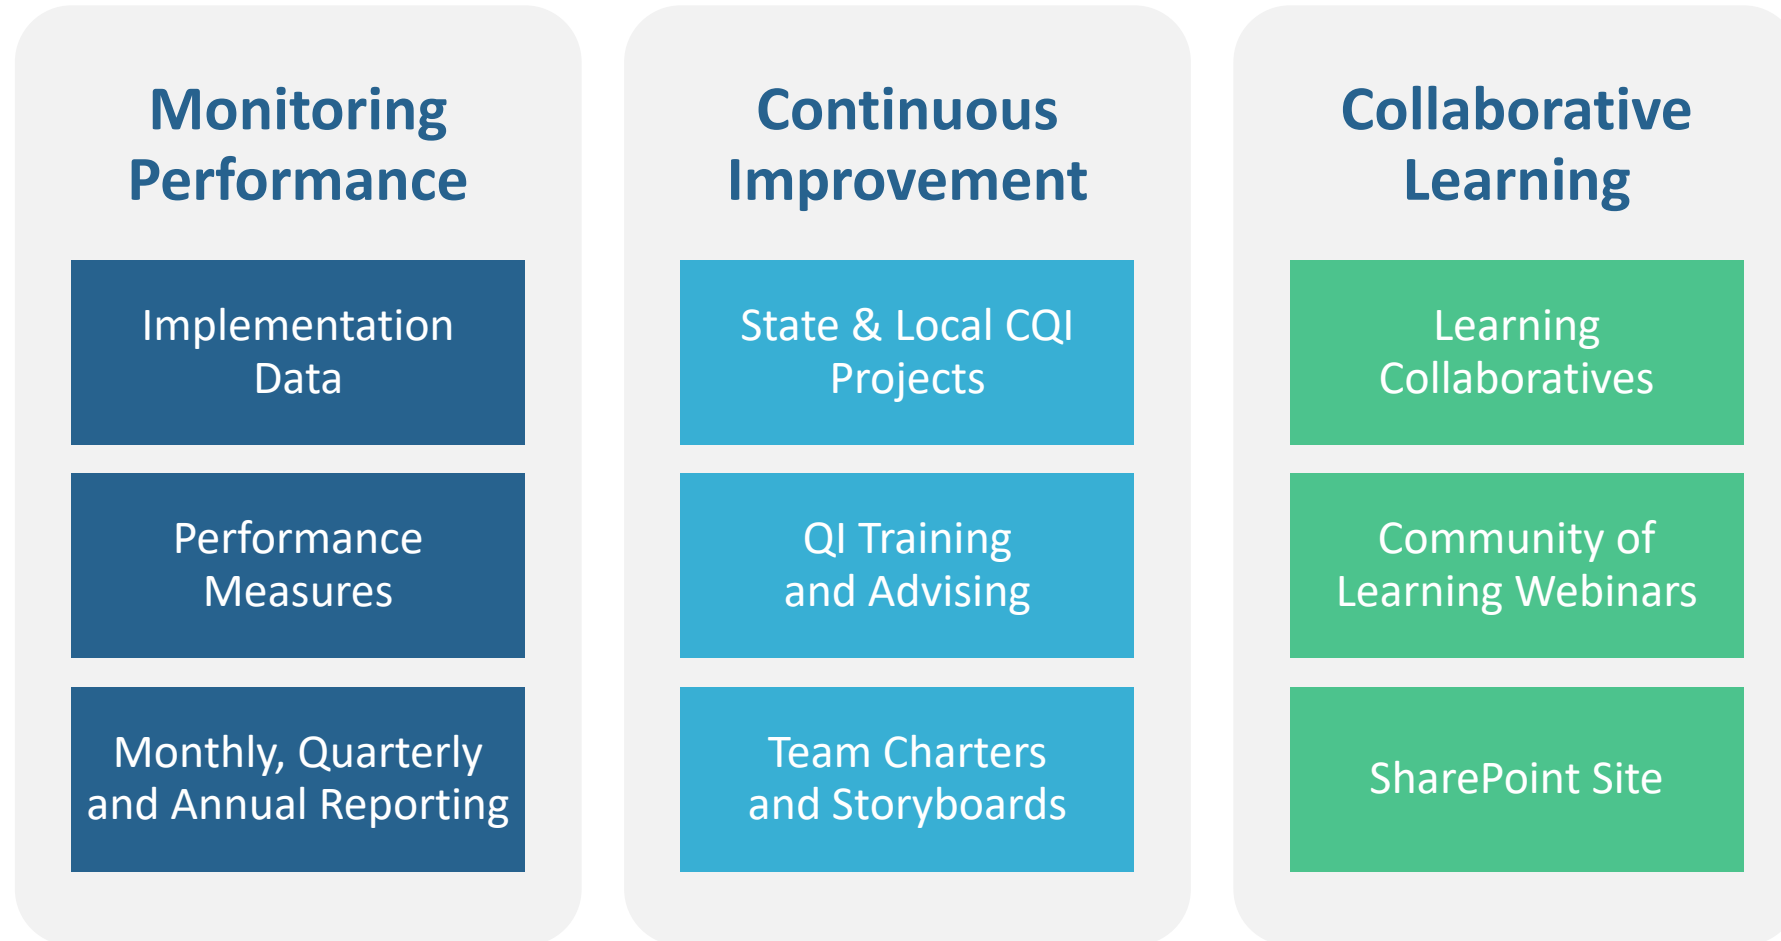 Monitoring
Performance
Implementation
Data
Performance
Measures
Monthly, Quarterly
and Annual Reporting
Continuous
Improvement
State & Local CQI
Projects
QI Training
and Advising
Team Charters
and Storyboards
Collaborative
Learning
Learning
Collaboratives
Community of
Learning Webinars
SharePoint Site